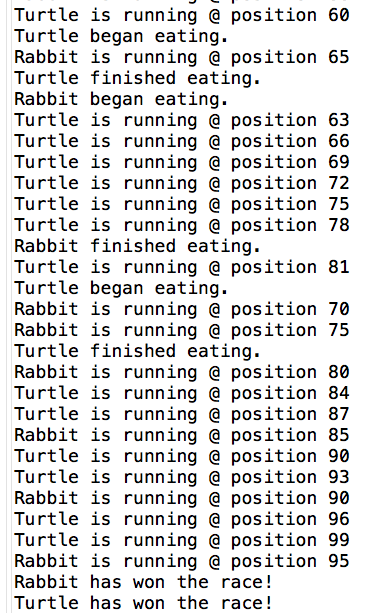 Turtle is running @ position 60
Turtle began eating.
Rabbit is running @ position 65
Turtle finished eating.
Rabbit began eating.
Turtle is running @ position 63
Turtle is running @ position 66
Turtle is running @ position 69
Turtle is running @ position 72
Turtle is running @ position 75
Turtle is running @ position 78
Rabbit finished eating.
Turtle is running @ position 81
Turtle began eating.
Rabbit is running @ position 70
Rabbit is running @ position 75
Turtle finished eating.
Rabbit is running @ position 80
Turtle is running @ position 84
Turtle is running @ position 87
Rabbit is running @ position 85
Turtle is running @ position 90
Turtle is running @ position 93
Rabbit is running @ position 90
Turtle is running @ position 96
Turtle is running @ position 99
Rabbit is running @ position 95
Rabbit has won the race!
Turtle has won the race!